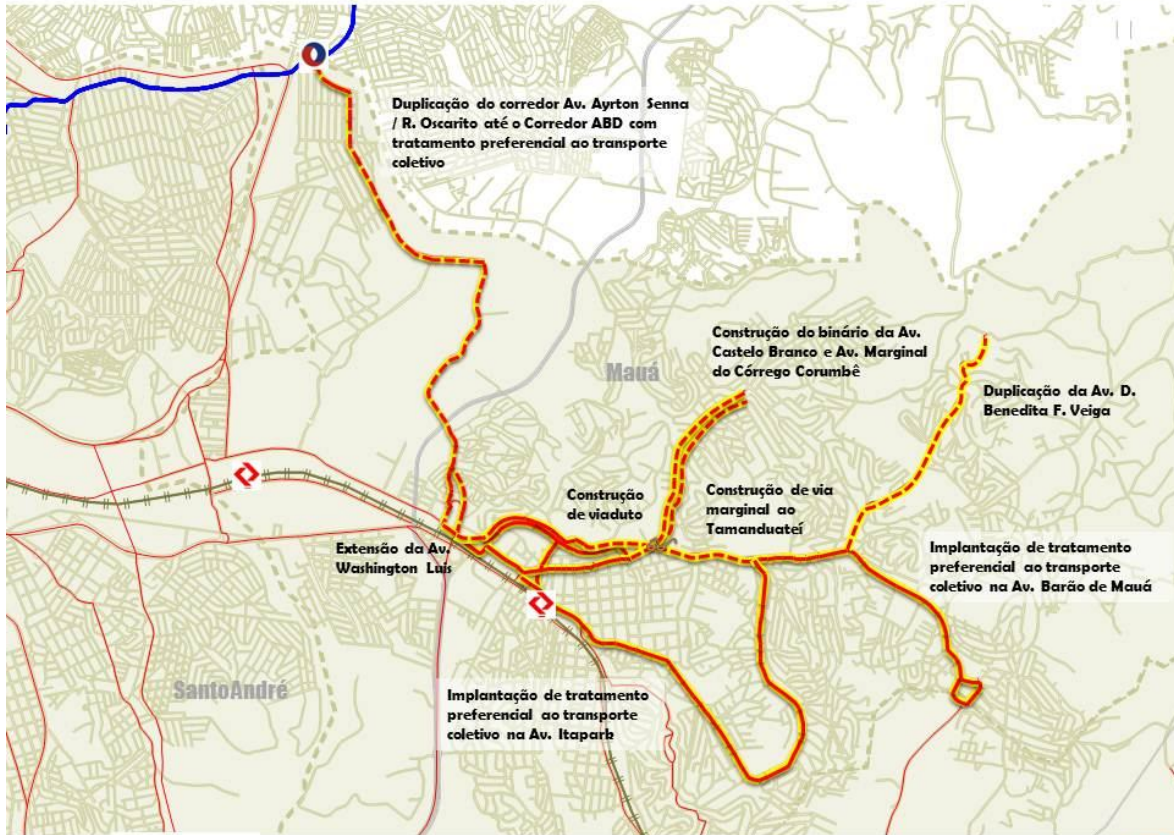 Duplicação do corredor Av. Ayrton Senna
/ R. Oscarito até o Corredor ABD com
tratamento preferencial ao transporte
coletivo
Construção do binário da Av.
Castelo Branco e Av. Marginal
do Córrego Corumbê
Mauá
Duplicação da Av. D.
Benedita F. Veiga
Construção
de viaduto
Construção de via
marginal ao
Tamanduateí
Extensão da Av.
Washington Luis
Implantação de tratamento
preferencial ao transporte
coletivo na Av. Barão de Mauá
SantoAndré
Implantação de tratamento
preferencial ao transporte
coletivo na Av. Itapark